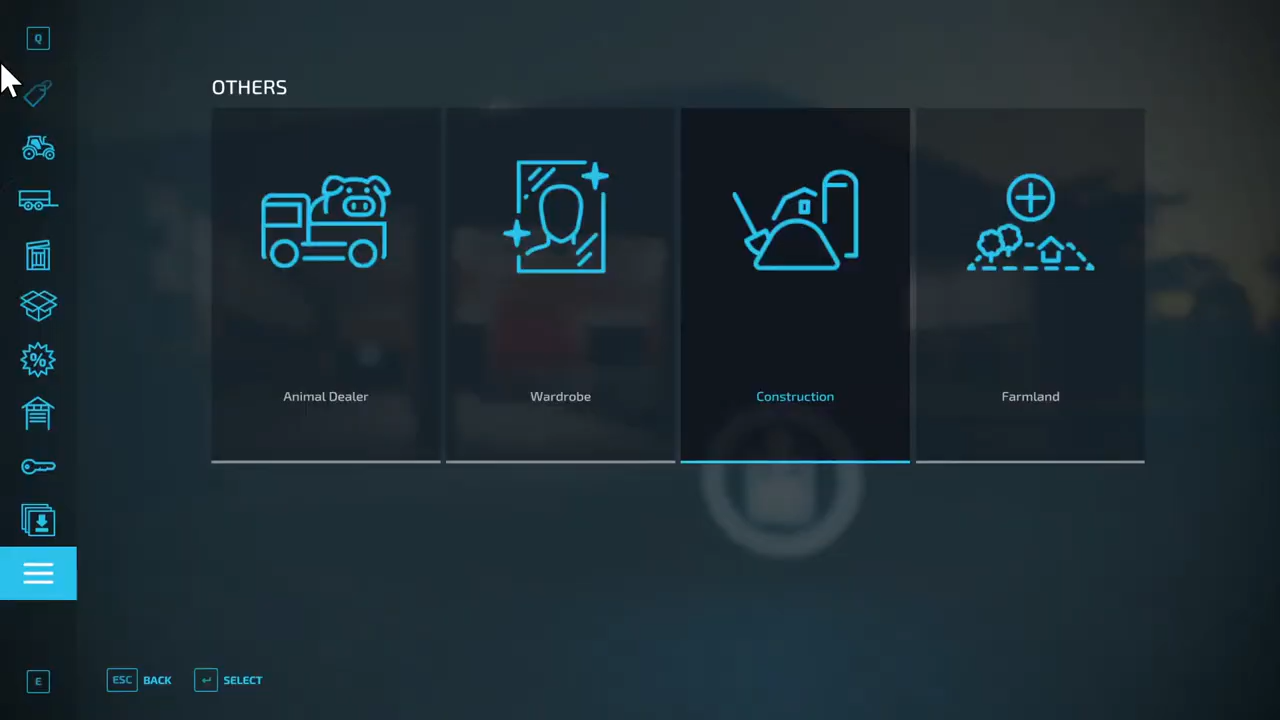 Q
OTHERS
%
Animal Dealer
Wardrobe
Construction
Farmland
E
ESC BACK
↵ SELECT